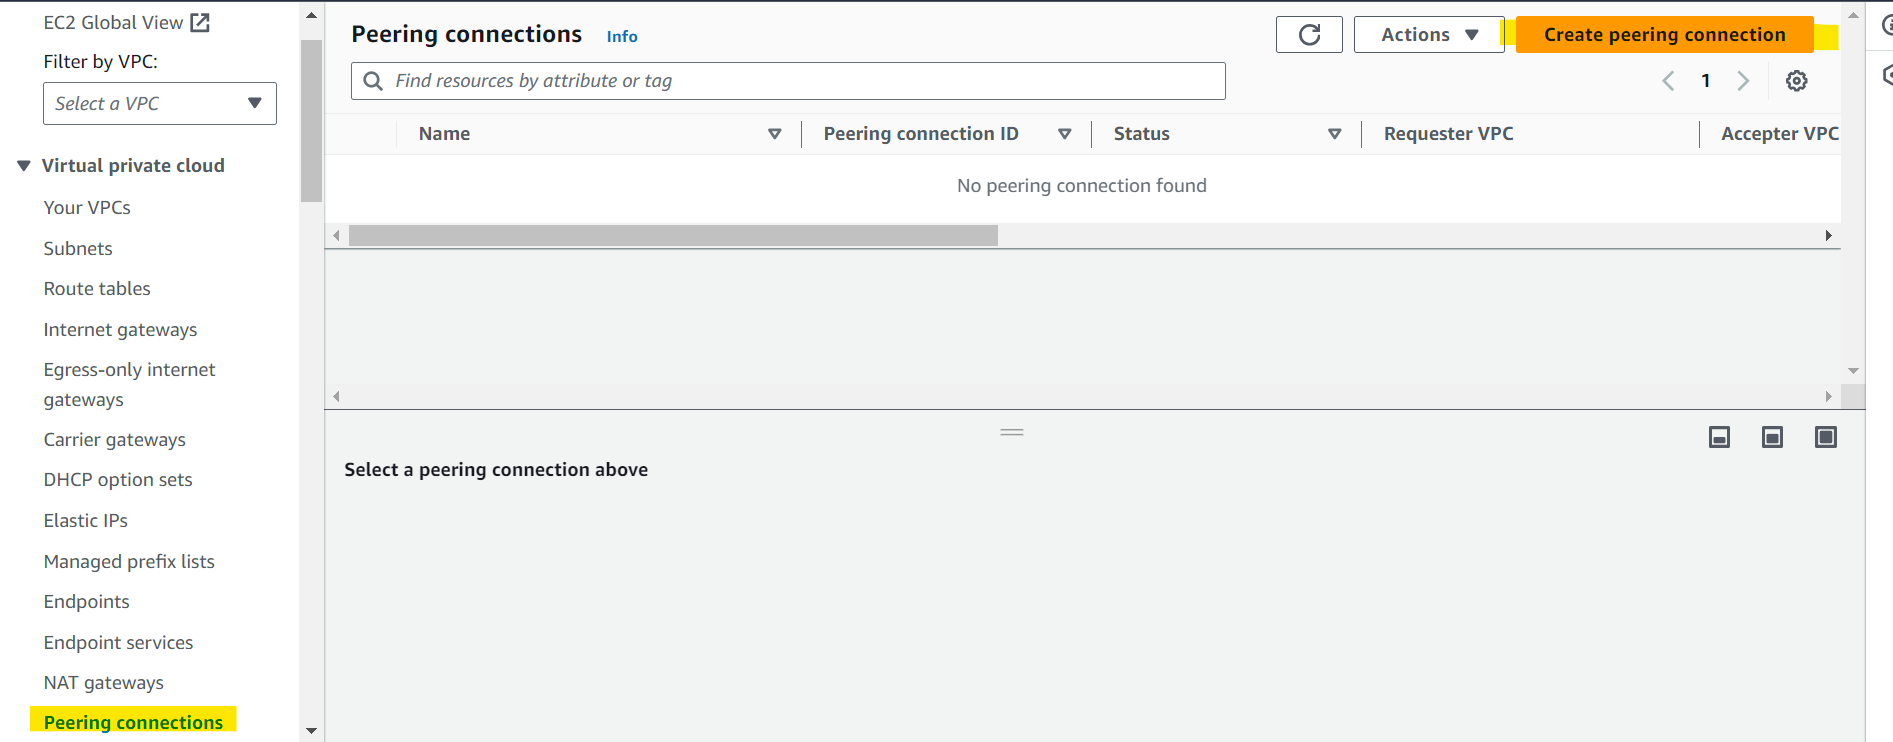 EC2 Global View
Filter by VPC:
Select a VPC
Virtual private cloud
Your VPCs
Subnets
Route tables
Internet gateways
Egress-only internet
gateways
Carrier gateways
DHCP option sets
Elastic IPs
Managed prefix lists
Endpoints
Endpoint services
NAT gateways
Peering connections
Peering connections Info
Actions
Create peering connection
Find resources by attribute or tag
1
Name Peering connection ID Status Requester VPC Accepter VPC
No peering connection found
Select a peering connection above